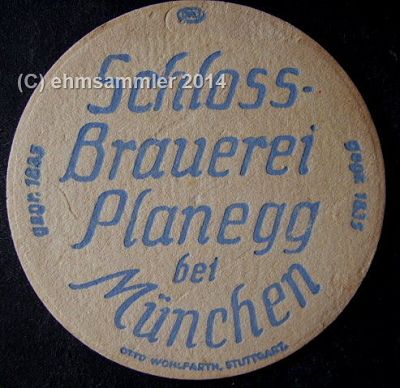 (C) ehmsammler 2014
Schloss-
Brauerei
Planegg
bei
München
gegr. 1835
gegr. 1835
OTTO WOHLFARTH, STUTTGART.